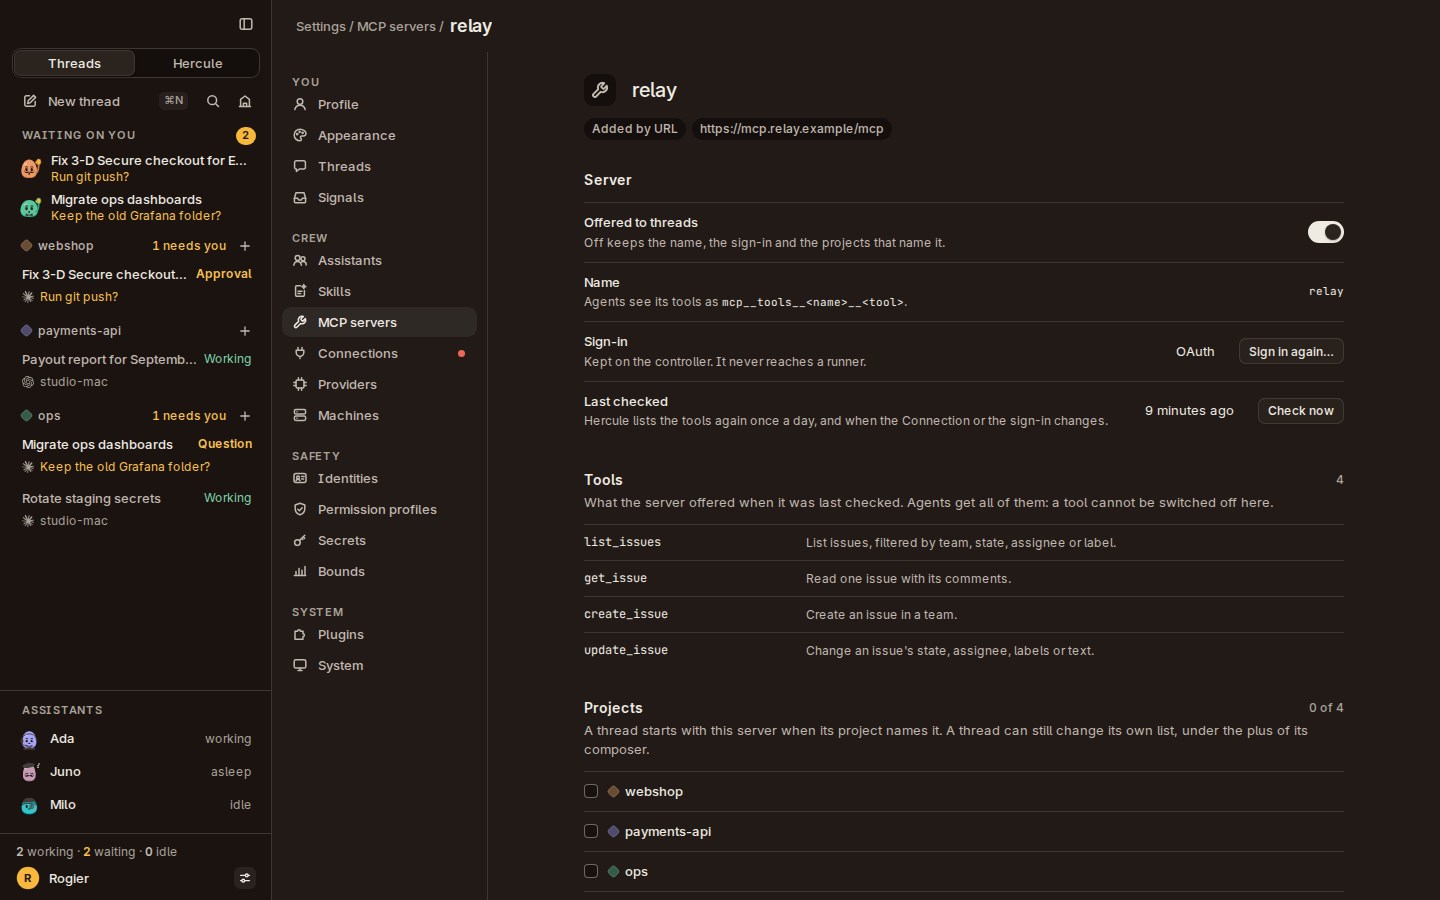 Threads
Hercule
New thread
⌘N
WAITING ON YOU
2
Fix 3-D Secure checkout for E...
Run git push?
Migrate ops dashboards
Keep the old Grafana folder?
webshop
1 needs you
Fix 3-D Secure checkout...
Approval
Run git push?
payments-api
Payout report for Septemb...
Working
studio-mac
ops
1 needs you
Migrate ops dashboards
Question
Keep the old Grafana folder?
Rotate staging secrets
Working
studio-mac
ASSISTANTS
Ada
working
Juno
asleep
Milo
idle
2 working · 2 waiting · 0 idle
R
Rogier
Settings / MCP servers / relay
YOU
Profile
Appearance
Threads
Signals
CREW
Assistants
Skills
MCP servers
Connections
Providers
Machines
SAFETY
Identities
Permission profiles
Secrets
Bounds
SYSTEM
Plugins
System
relay
Added by URL
https://mcp.relay.example/mcp
Server
Offered to threads
Off keeps the name, the sign-in and the projects that name it.
Name
Agents see its tools as mcp__tools__<name>__<tool>.
relay
Sign-in
Kept on the controller. It never reaches a runner.
OAuth
Sign in again...
Last checked
Hercule lists the tools again once a day, and when the Connection or the sign-in changes.
9 minutes ago
Check now
Tools
4
What the server offered when it was last checked. Agents get all of them: a tool cannot be switched off here.
list_issues
List issues, filtered by team, state, assignee or label.
get_issue
Read one issue with its comments.
create_issue
Create an issue in a team.
update_issue
Change an issue's state, assignee, labels or text.
Projects
0 of 4
A thread starts with this server when its project names it. A thread can still change its own list, under the plus of its
composer.
webshop
payments-api
ops